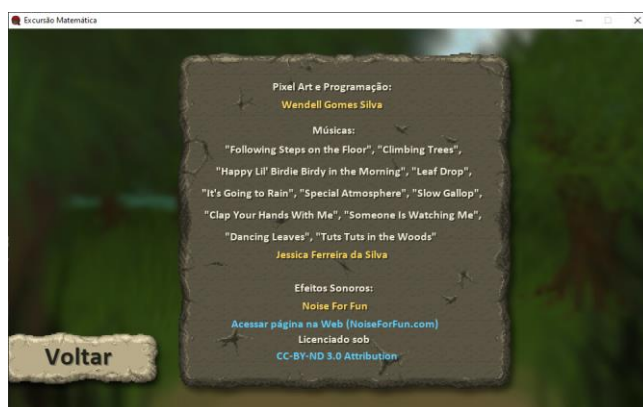 Excursão Matemática
Pixel Art e Programação:
Wendell Gomes Silva
Músicas:
"Following Steps on the Floor", "Climbing Trees",
"Happy Lil' Birdie Birdy in the Morning", "Leaf Drop",
"It's Going to Rain", "Special Atmosphere", "Slow Gallop",
"Clap Your Hands With Me", "Someone Is Watching Me",
"Dancing Leaves", "Tuts Tuts in the Woods"
Jessica Ferreira da Silva
Efeitos Sonoros:
Noise For Fun
Acessar página na Web (NoiseForFun.com)
Licenciado sob
CC-BY-ND 3.0 Attribution
Voltar